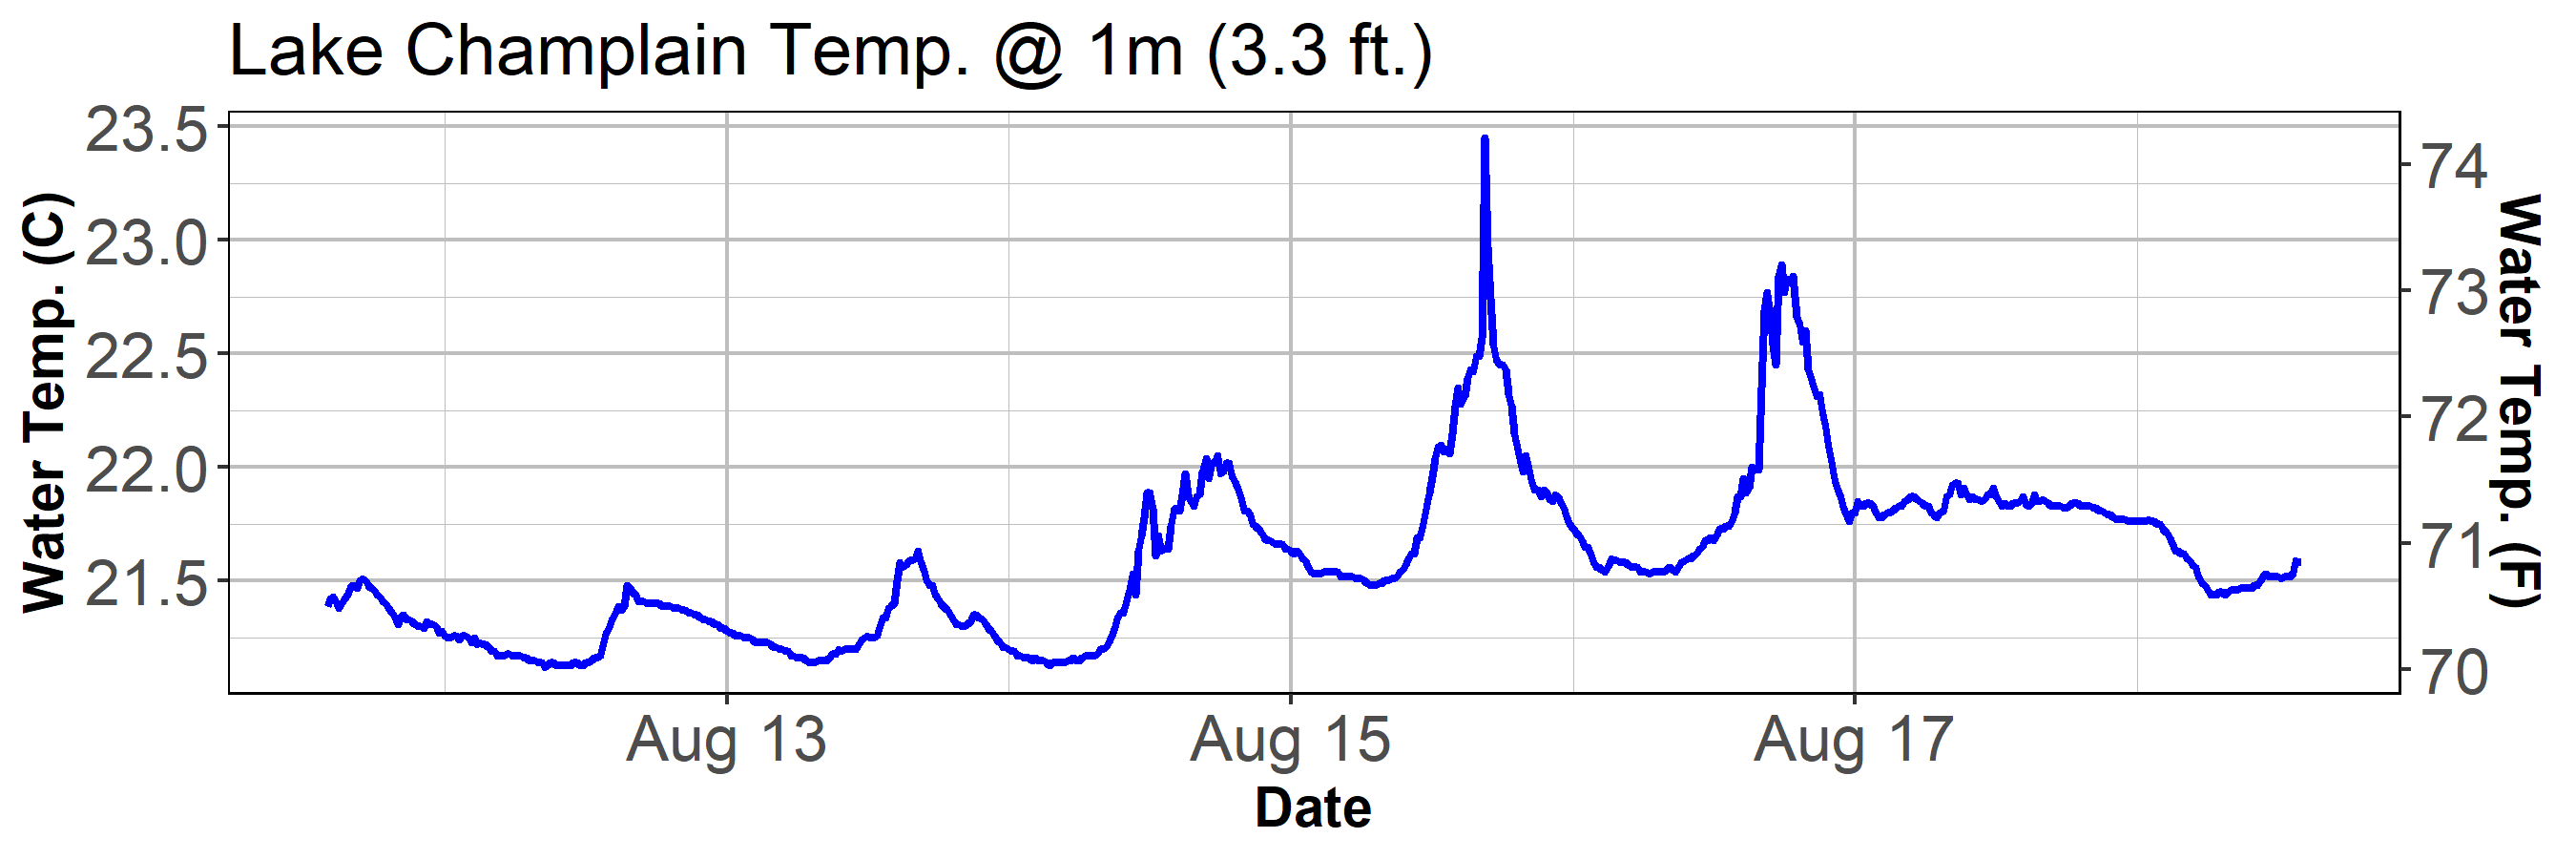 Lake Champlain Temp. @ 1m (3.3 ft.)
Water Temp. (C)
23.5
23.0
22.5
22.0
21.5
74
73
72
71
70
Water Temp. (F)
Aug 13
Aug 15
Aug 17
Date